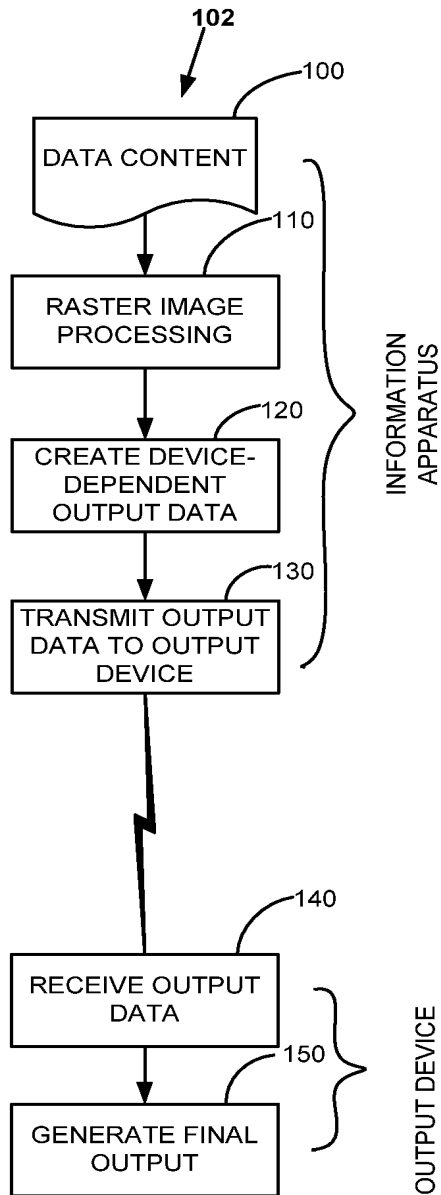 102
100
DATA CONTENT
110
RASTER IMAGE
PROCESSING
120
CREATE DEVICE-
DEPENDENT
OUTPUT DATA
130
TRANSMIT OUTPUT
DATA TO OUTPUT
DEVICE
INFORMATION
APPARATUS
140
RECEIVE OUTPUT
DATA
150
GENERATE FINAL
OUTPUT
OUTPUT DEVICE